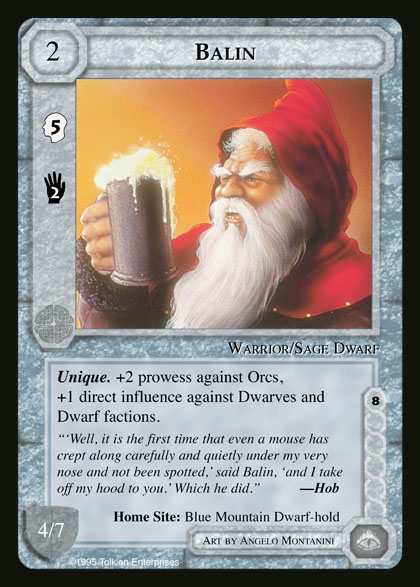 2
BALIN
5
2
WARRIOR/SAGE DWARF
Unique. +2 prowess against Orcs,
+1 direct influence against Dwarves and
Dwarf factions.
8
“‘Well, it is the first time that even a mouse has
crept along carefully and quietly under my very
nose and not been spotted,’ said Balin, ‘and I take
off my hood to you.’ Which he did.” —Hob
Home Site: Blue Mountain Dwarf-hold
4/7
ART BY ANGELO MONTANINI
©1995 Tolkien Enterprises